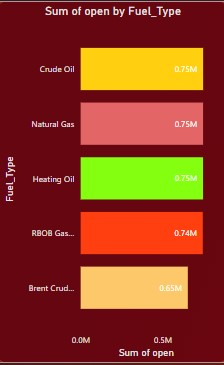 Sum of open by Fuel_Type
Crude Oil
0.75M
Natural Gas
0.75M
Heating Oil
0.75M
RBOB Gas...
0.74M
Brent Crud...
0.65M
Fuel_Type
0.0M 0.5M
Sum of open